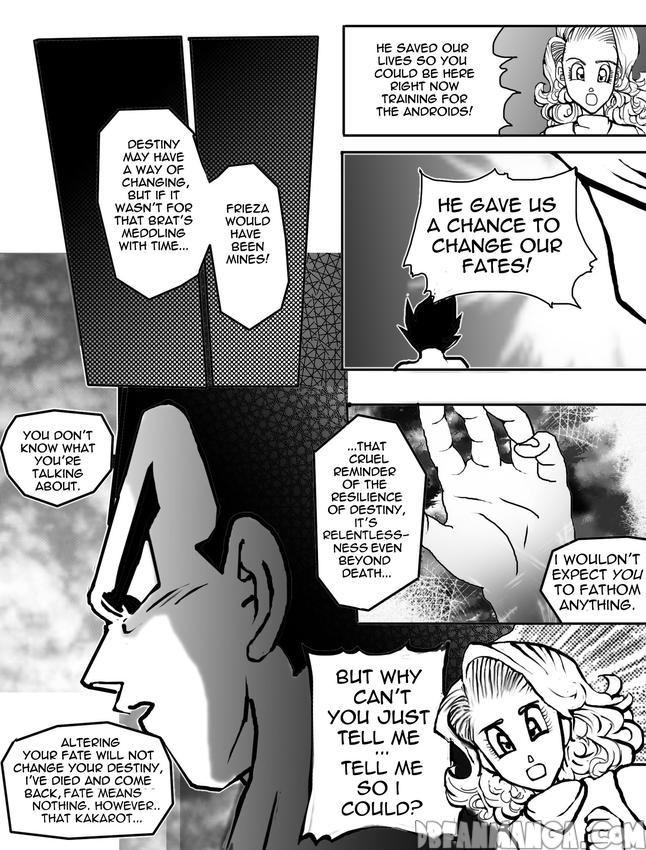 HE SAVED OUR
LIVES SO YOU
COULD BE HERE
RIGHT NOW
TRAINING FOR
THE ANDROIDS!
HE GAVE US
A CHANCE TO
CHANGE OUR
FATES!
DESTINY
MAY HAVE
A WAY OF
CHANGING,
BUT IF IT
WASN'T FOR
THAT BRAT'S
MEDDLING
WITH TIME...
FRIEZA
WOULD
HAVE
BEEN
MINES!
YOU DON'T
KNOW WHAT
YOU'RE
TALKING
ABOUT.
ALTERING
YOUR FATE WILL NOT
CHANGE YOUR DESTINY,
I'VE DIED AND COME
BACK, FATE MEANS
NOTHING. HOWEVER..
THAT KAKAROT...
...THAT
CRUEL
REMINDER
OF THE
RESILIENCE
OF DESTINY,
IT'S
RELENTLESS-
NESS EVEN
BEYOND
DEATH...
I WOULDN'T
EXPECT YOU
TO FATHOM
ANYTHING.
BUT WHY
CAN'T
YOU JUST
TELL ME
...
TELL ME
SO I
COULD?
DBFANMANGA.COM